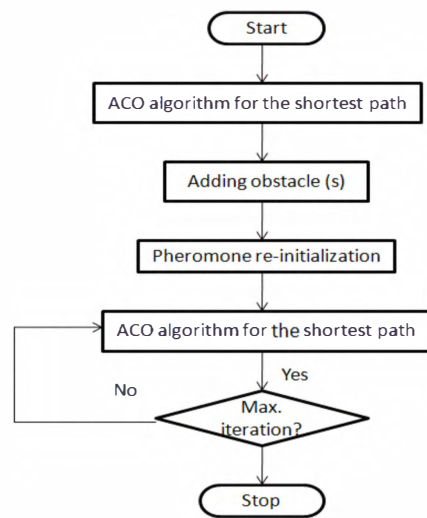 Start
ACO algorithm for the shortest path
Adding obstacle (s)
Pheromone re-initialization
ACO algorithm for the shortest path
No
Yes
Max.
iteration?
Stop